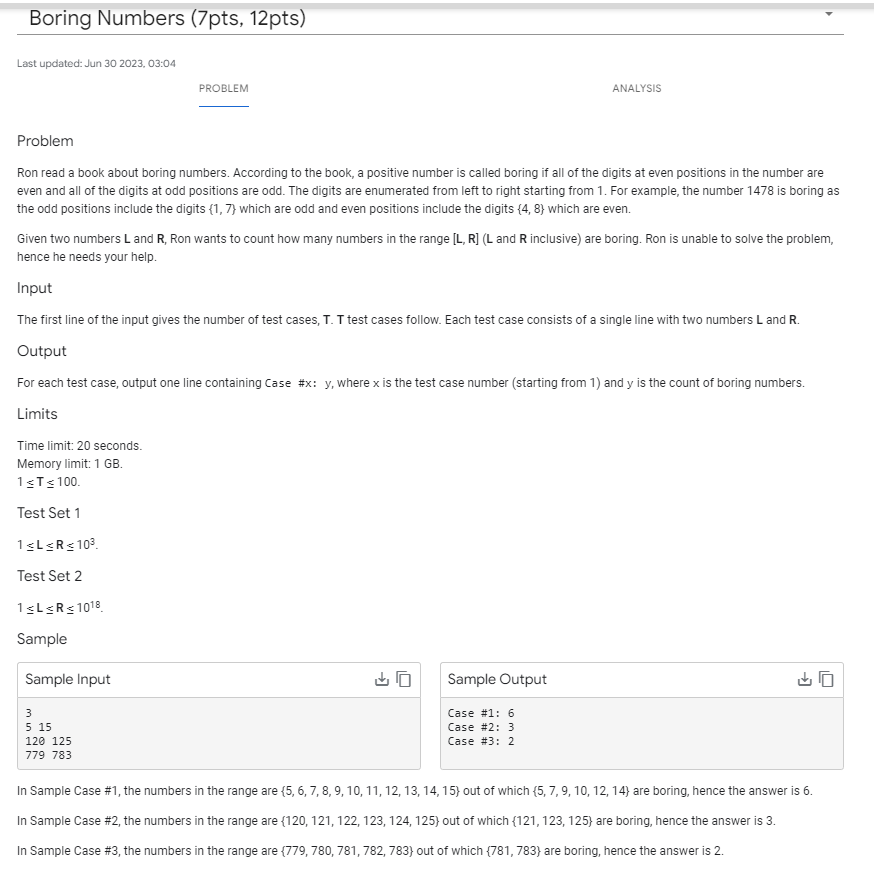 Boring Numbers (7pts, 12pts)
Last updated: Jun 30 2023, 03:04
PROBLEM
ANALYSIS
Problem
Ron read a book about boring numbers. According to the book, a positive number is called boring if all of the digits at even positions in the number are
even and all of the digits at odd positions are odd. The digits are enumerated from left to right starting from 1. For example, the number 1478 is boring as
the odd positions include the digits {1, 7} which are odd and even positions include the digits {4, 8} which are even.
Given two numbers L and R, Ron wants to count how many numbers in the range [L, R] (L and R inclusive) are boring. Ron is unable to solve the problem,
hence he needs your help.
Input
The first line of the input gives the number of test cases, T. T test cases follow. Each test case consists of a single line with two numbers L and R.
Output
For each test case, output one line containing Case #x: y, where x is the test case number (starting from 1) and y is the count of boring numbers.
Limits
Time limit: 20 seconds.
Memory limit: 1 GB.
1 ≤ T ≤ 100.
Test Set 1
1 ≤ L ≤ R ≤ 10³.
Test Set 2
1 ≤ L ≤ R ≤ 10¹⁸.
Sample
Sample Input
3
5 15
120 125
779 783
Sample Output
Case #1: 6
Case #2: 3
Case #3: 2
In Sample Case #1, the numbers in the range are {5, 6, 7, 8, 9, 10, 11, 12, 13, 14, 15} out of which {5, 7, 9, 10, 12, 14} are boring, hence the answer is 6.
In Sample Case #2, the numbers in the range are {120, 121, 122, 123, 124, 125} out of which {121, 123, 125} are boring, hence the answer is 3.
In Sample Case #3, the numbers in the range are {779, 780, 781, 782, 783} out of which {781, 783} are boring, hence the answer is 2.